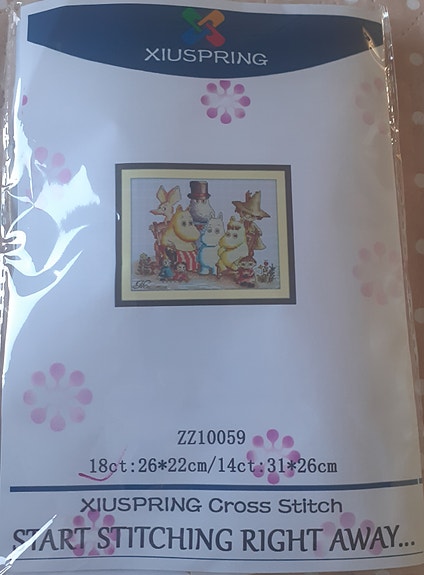 XIUSPRING
ZZ10059
18ct:26*22cm/14ct:31*26cm
XIUSPRING Cross Stitch
START STITCHING RIGHT AWAY...